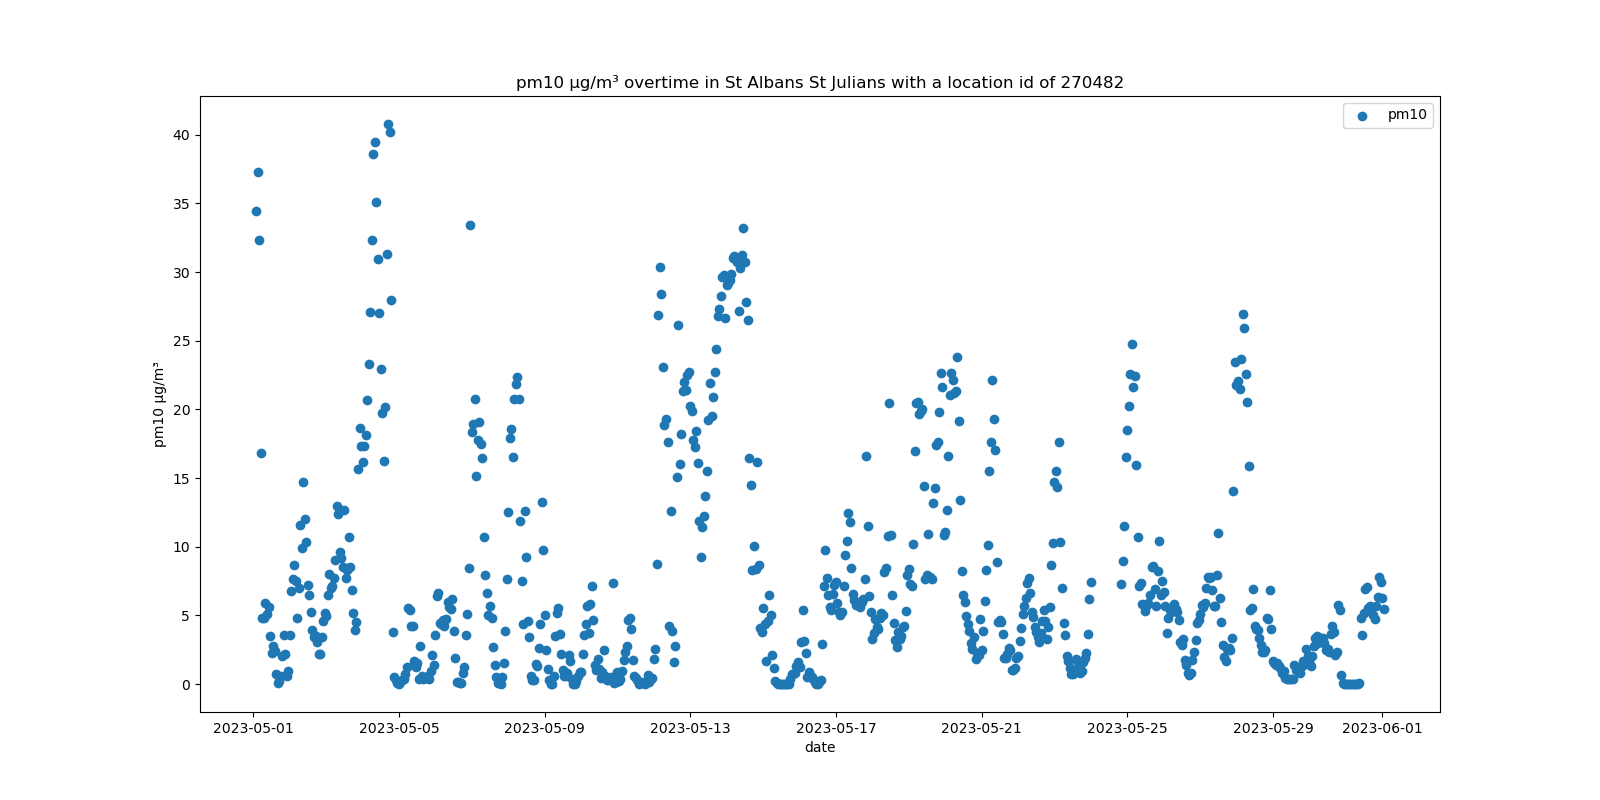 pm10 µg/m³ overtime in St Albans St Julians with a location id of 270482
pm10
40
35
30
25
20
15
10
5
0
pm10 µg/m³
2023-05-01 2023-05-05 2023-05-09 2023-05-13 2023-05-17 2023-05-21 2023-05-25 2023-05-29 2023-06-01
date